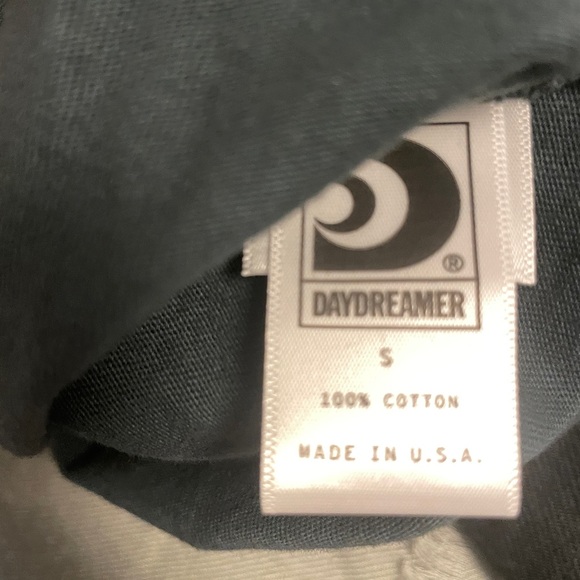 ®
DAYDREAMER
S
100% COTTON
MADE IN U.S.A.